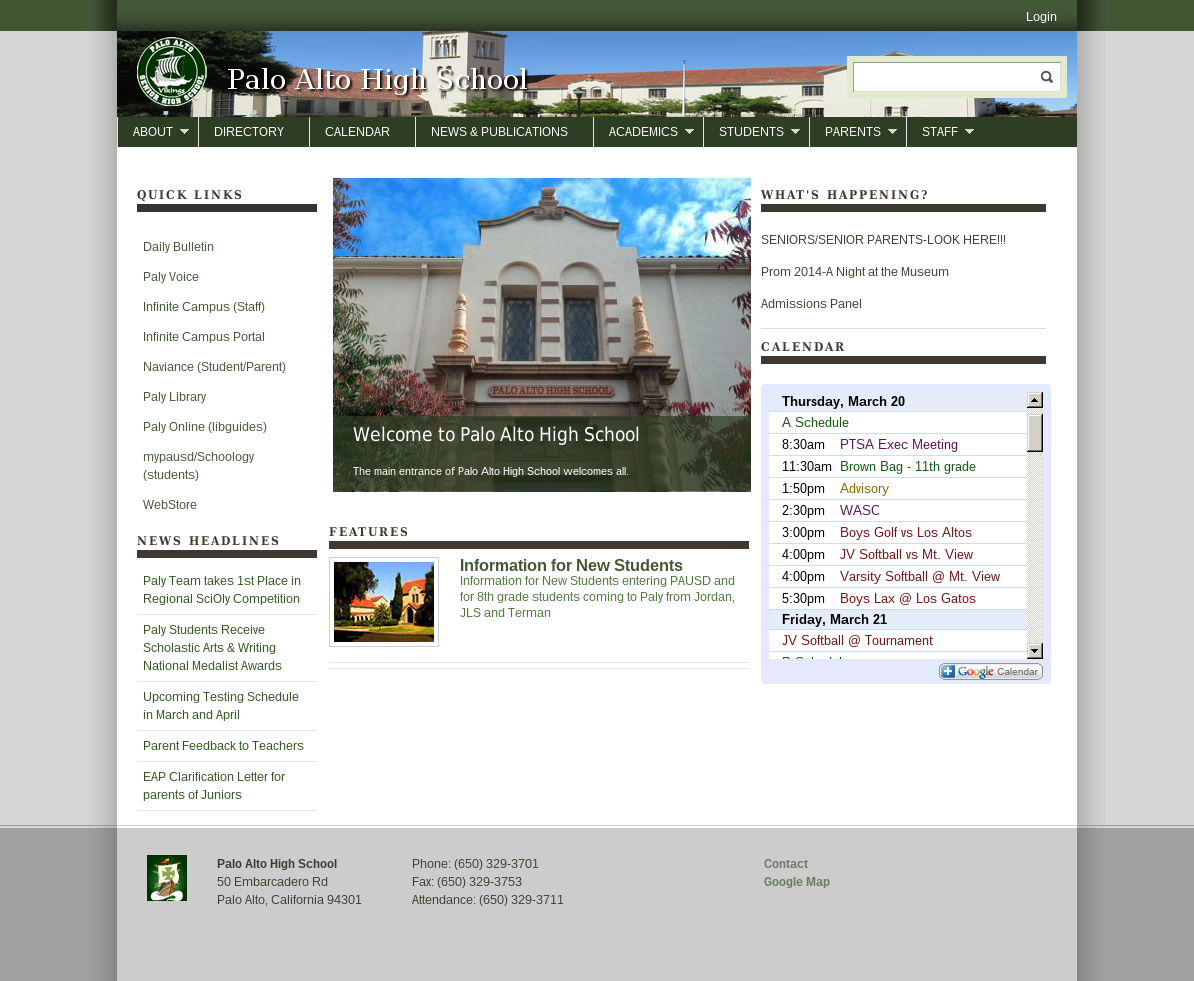 Login
PALO ALTO
Vikings
SENIOR HIGH SCHOOL
Palo Alto High School
ABOUT
DIRECTORY
CALENDAR
NEWS & PUBLICATIONS
ACADEMICS
STUDENTS
PARENTS
STAFF
QUICK LINKS
Daily Bulletin
Paly Voice
Infinite Campus (Staff)
Infinite Campus Portal
Naviance (Student/Parent)
Paly Library
Paly Online (libguides)
mypausd/Schoology
(students)
WebStore
NEWS HEADLINES
Paly Team takes 1st Place in
Regional SciOly Competition
Paly Students Receive
Scholastic Arts & Writing
National Medalist Awards
Upcoming Testing Schedule
in March and April
Parent Feedback to Teachers
EAP Clarification Letter for
parents of Juniors
PALO ALTO HIGH SCHOOL
Welcome to Palo Alto High School
The main entrance of Palo Alto High School welcomes all.
FEATURES
Information for New Students
Information for New Students entering PAUSD and
for 8th grade students coming to Paly from Jordan,
JLS and Terman
WHAT'S HAPPENING?
SENIORS/SENIOR PARENTS-LOOK HERE!!!
Prom 2014-A Night at the Museum
Admissions Panel
CALENDAR
Thursday, March 20
A Schedule
8:30am PTSA Exec Meeting
11:30am Brown Bag - 11th grade
1:50pm Advisory
2:30pm WASC
3:00pm Boys Golf vs Los Altos
4:00pm JV Softball vs Mt. View
4:00pm Varsity Softball @ Mt. View
5:30pm Boys Lax @ Los Gatos
Friday, March 21
JV Softball @ Tournament
Google Calendar
Palo Alto High School
50 Embarcadero Rd
Palo Alto, California 94301
Phone: (650) 329-3701
Fax: (650) 329-3753
Attendance: (650) 329-3711
Contact
Google Map